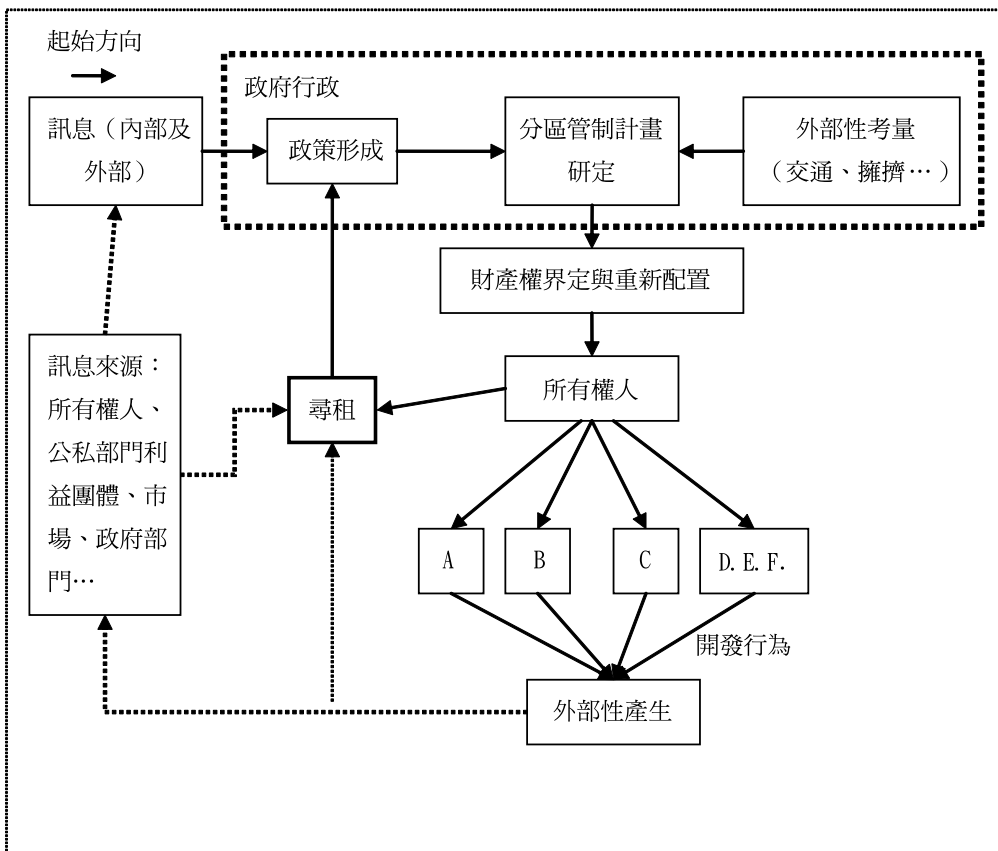 起始方向
政府行政
訊息（內部及
外部）
政策形成
分區管制計畫
研定
外部性考量
（交通、擁擠…）
財產權界定與重新配置
訊息來源：
所有權人、
公私部門利
益團體、市
場、政府部
門…
尋租
所有權人
A
B
C
D. E. F.
開發行為
外部性產生